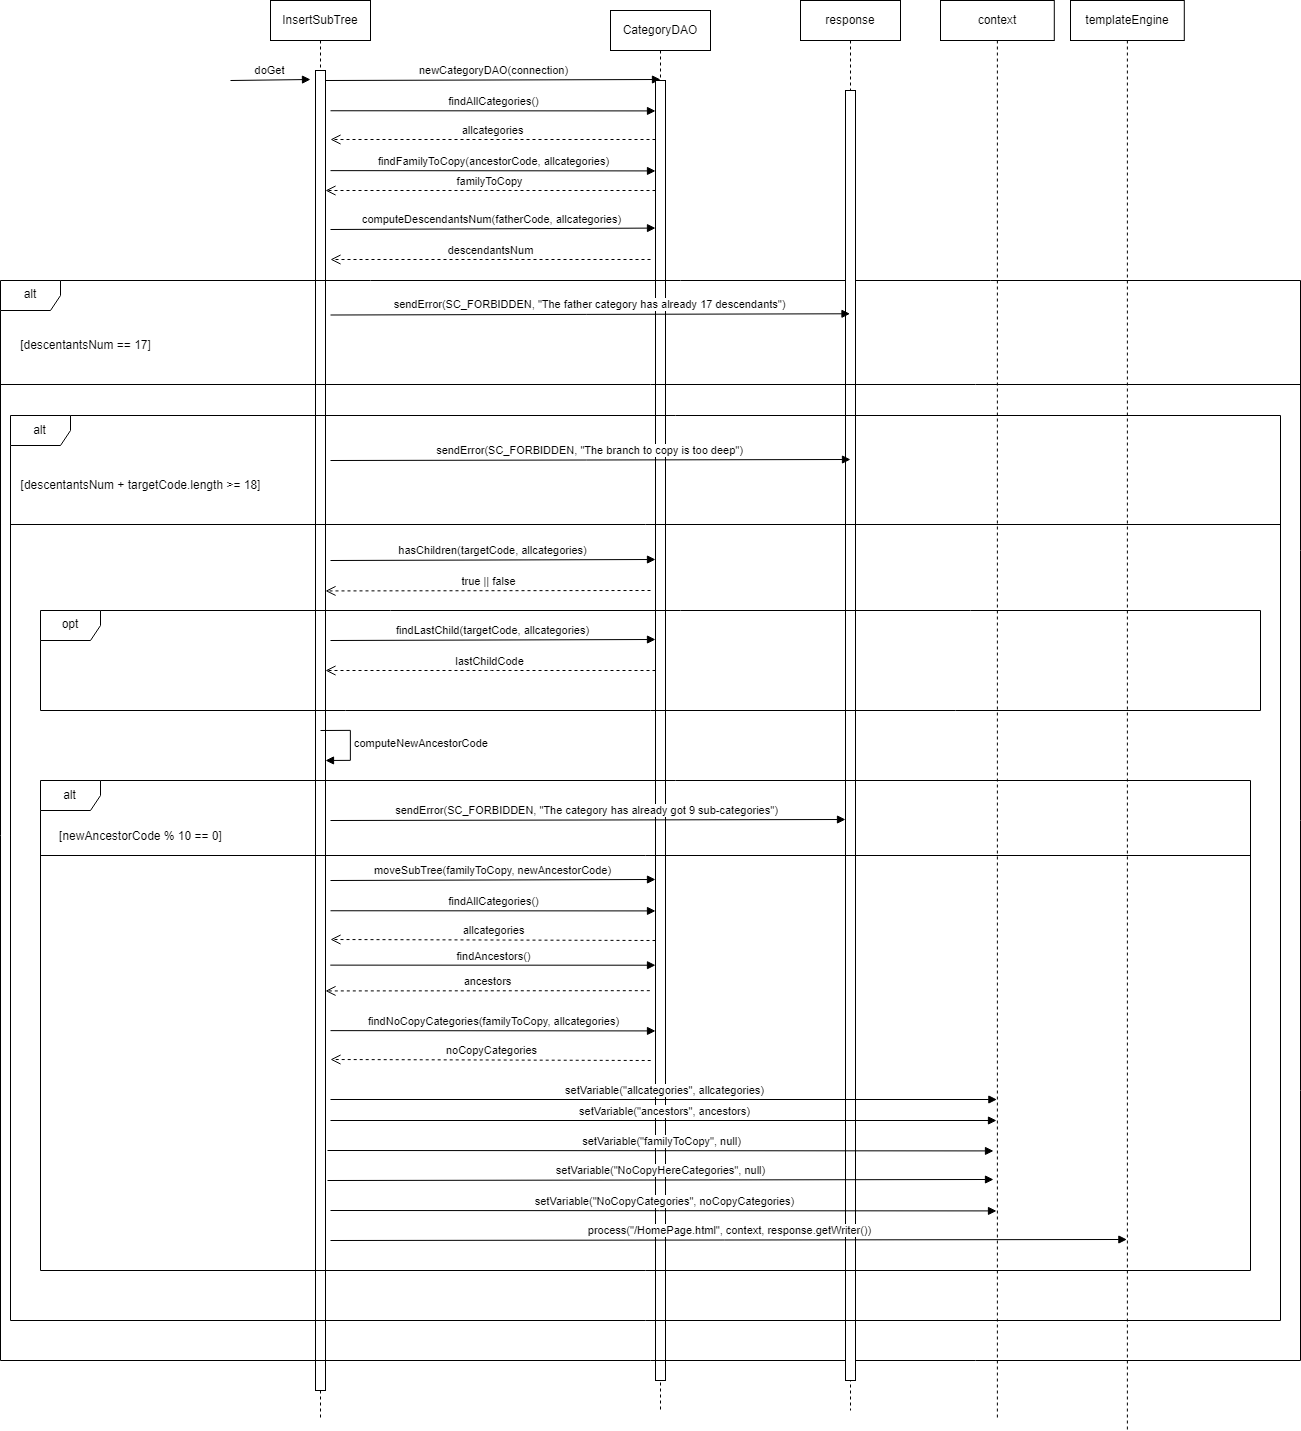 InsertSubTree
CategoryDAO
response
context
templateEngine
doGet
newCategoryDAO(connection)
findAllCategories()
allcategories
findFamilyToCopy(ancestorCode, allcategories)
familyToCopy
computeDescendantsNum(fatherCode, allcategories)
descendantsNum
alt
sendError(SC_FORBIDDEN, "The father category has already 17 descendants")
[descentantsNum == 17]
alt
sendError(SC_FORBIDDEN, "The branch to copy is too deep")
[descentantsNum + targetCode.length >= 18]
hasChildren(targetCode, allcategories)
true || false
opt
findLastChild(targetCode, allcategories)
lastChildCode
computeNewAncestorCode
alt
sendError(SC_FORBIDDEN, "The category has already got 9 sub-categories")
[newAncestorCode % 10 == 0]
moveSubTree(familyToCopy, newAncestorCode)
findAllCategories()
allcategories
findAncestors()
ancestors
findNoCopyCategories(familyToCopy, allcategories)
noCopyCategories
setVariable("allcategories", allcategories)
setVariable("ancestors", ancestors)
setVariable("familyToCopy", null)
setVariable("NoCopyHereCategories", null)
setVariable("NoCopyCategories", noCopyCategories)
process("/HomePage.html", context, response.getWriter())